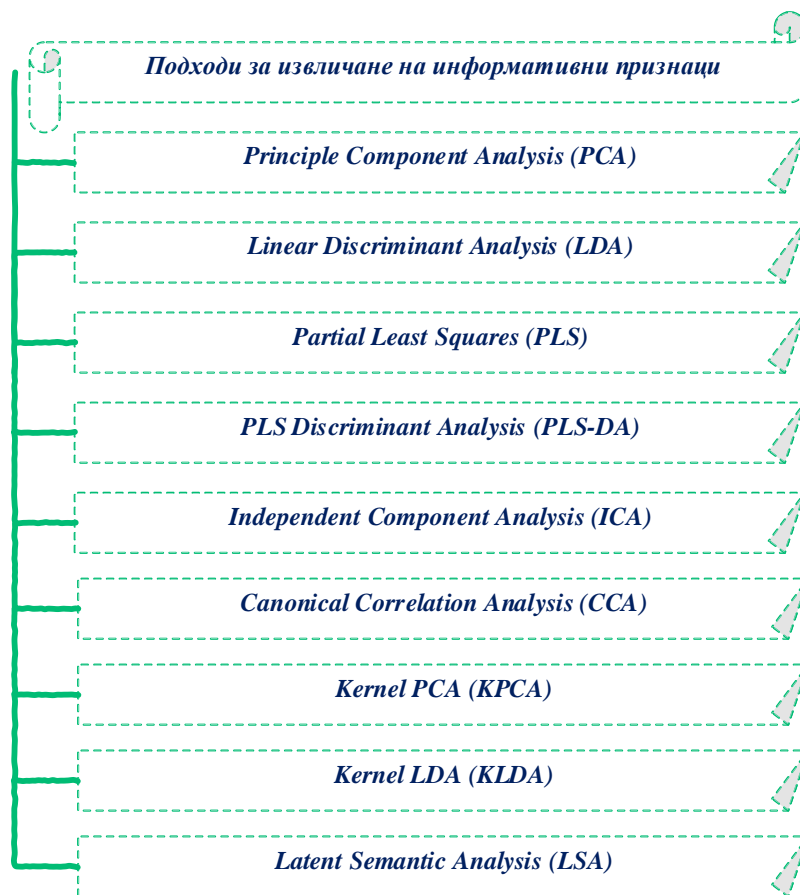 Подходи за извличане на информативни признаци
Principle Component Analysis (PCA)
Linear Discriminant Analysis (LDA)
Partial Least Squares (PLS)
PLS Discriminant Analysis (PLS-DA)
Independent Component Analysis (ICA)
Canonical Correlation Analysis (CCA)
Kernel PCA (KPCA)
Kernel LDA (KLDA)
Latent Semantic Analysis (LSA)